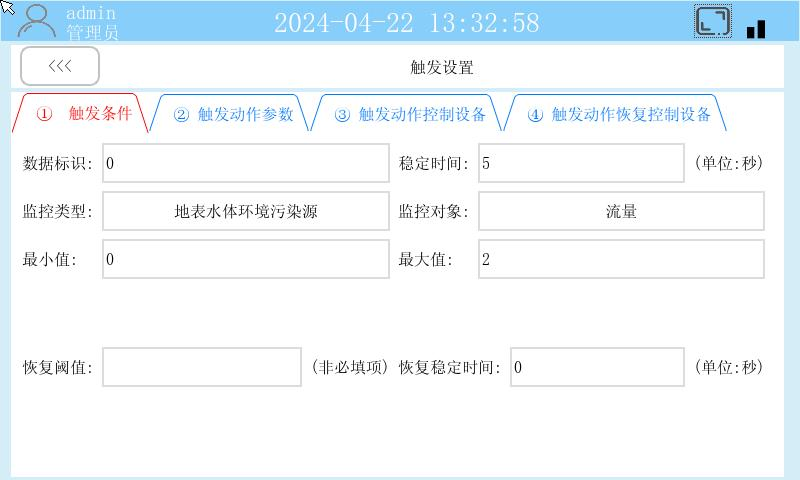 admin
管理员
2024-04-22 13:32:58
<<< 触发设置
① 触发条件 ② 触发动作参数 ③ 触发动作控制设备 ④ 触发动作恢复控制设备
数据标识: 0 稳定时间: 5 (单位:秒)
监控类型: 地表水体环境污染源 监控对象: 流量
最小值: 0 最大值: 2
恢复阈值: (非必填项) 恢复稳定时间: 0 (单位:秒)